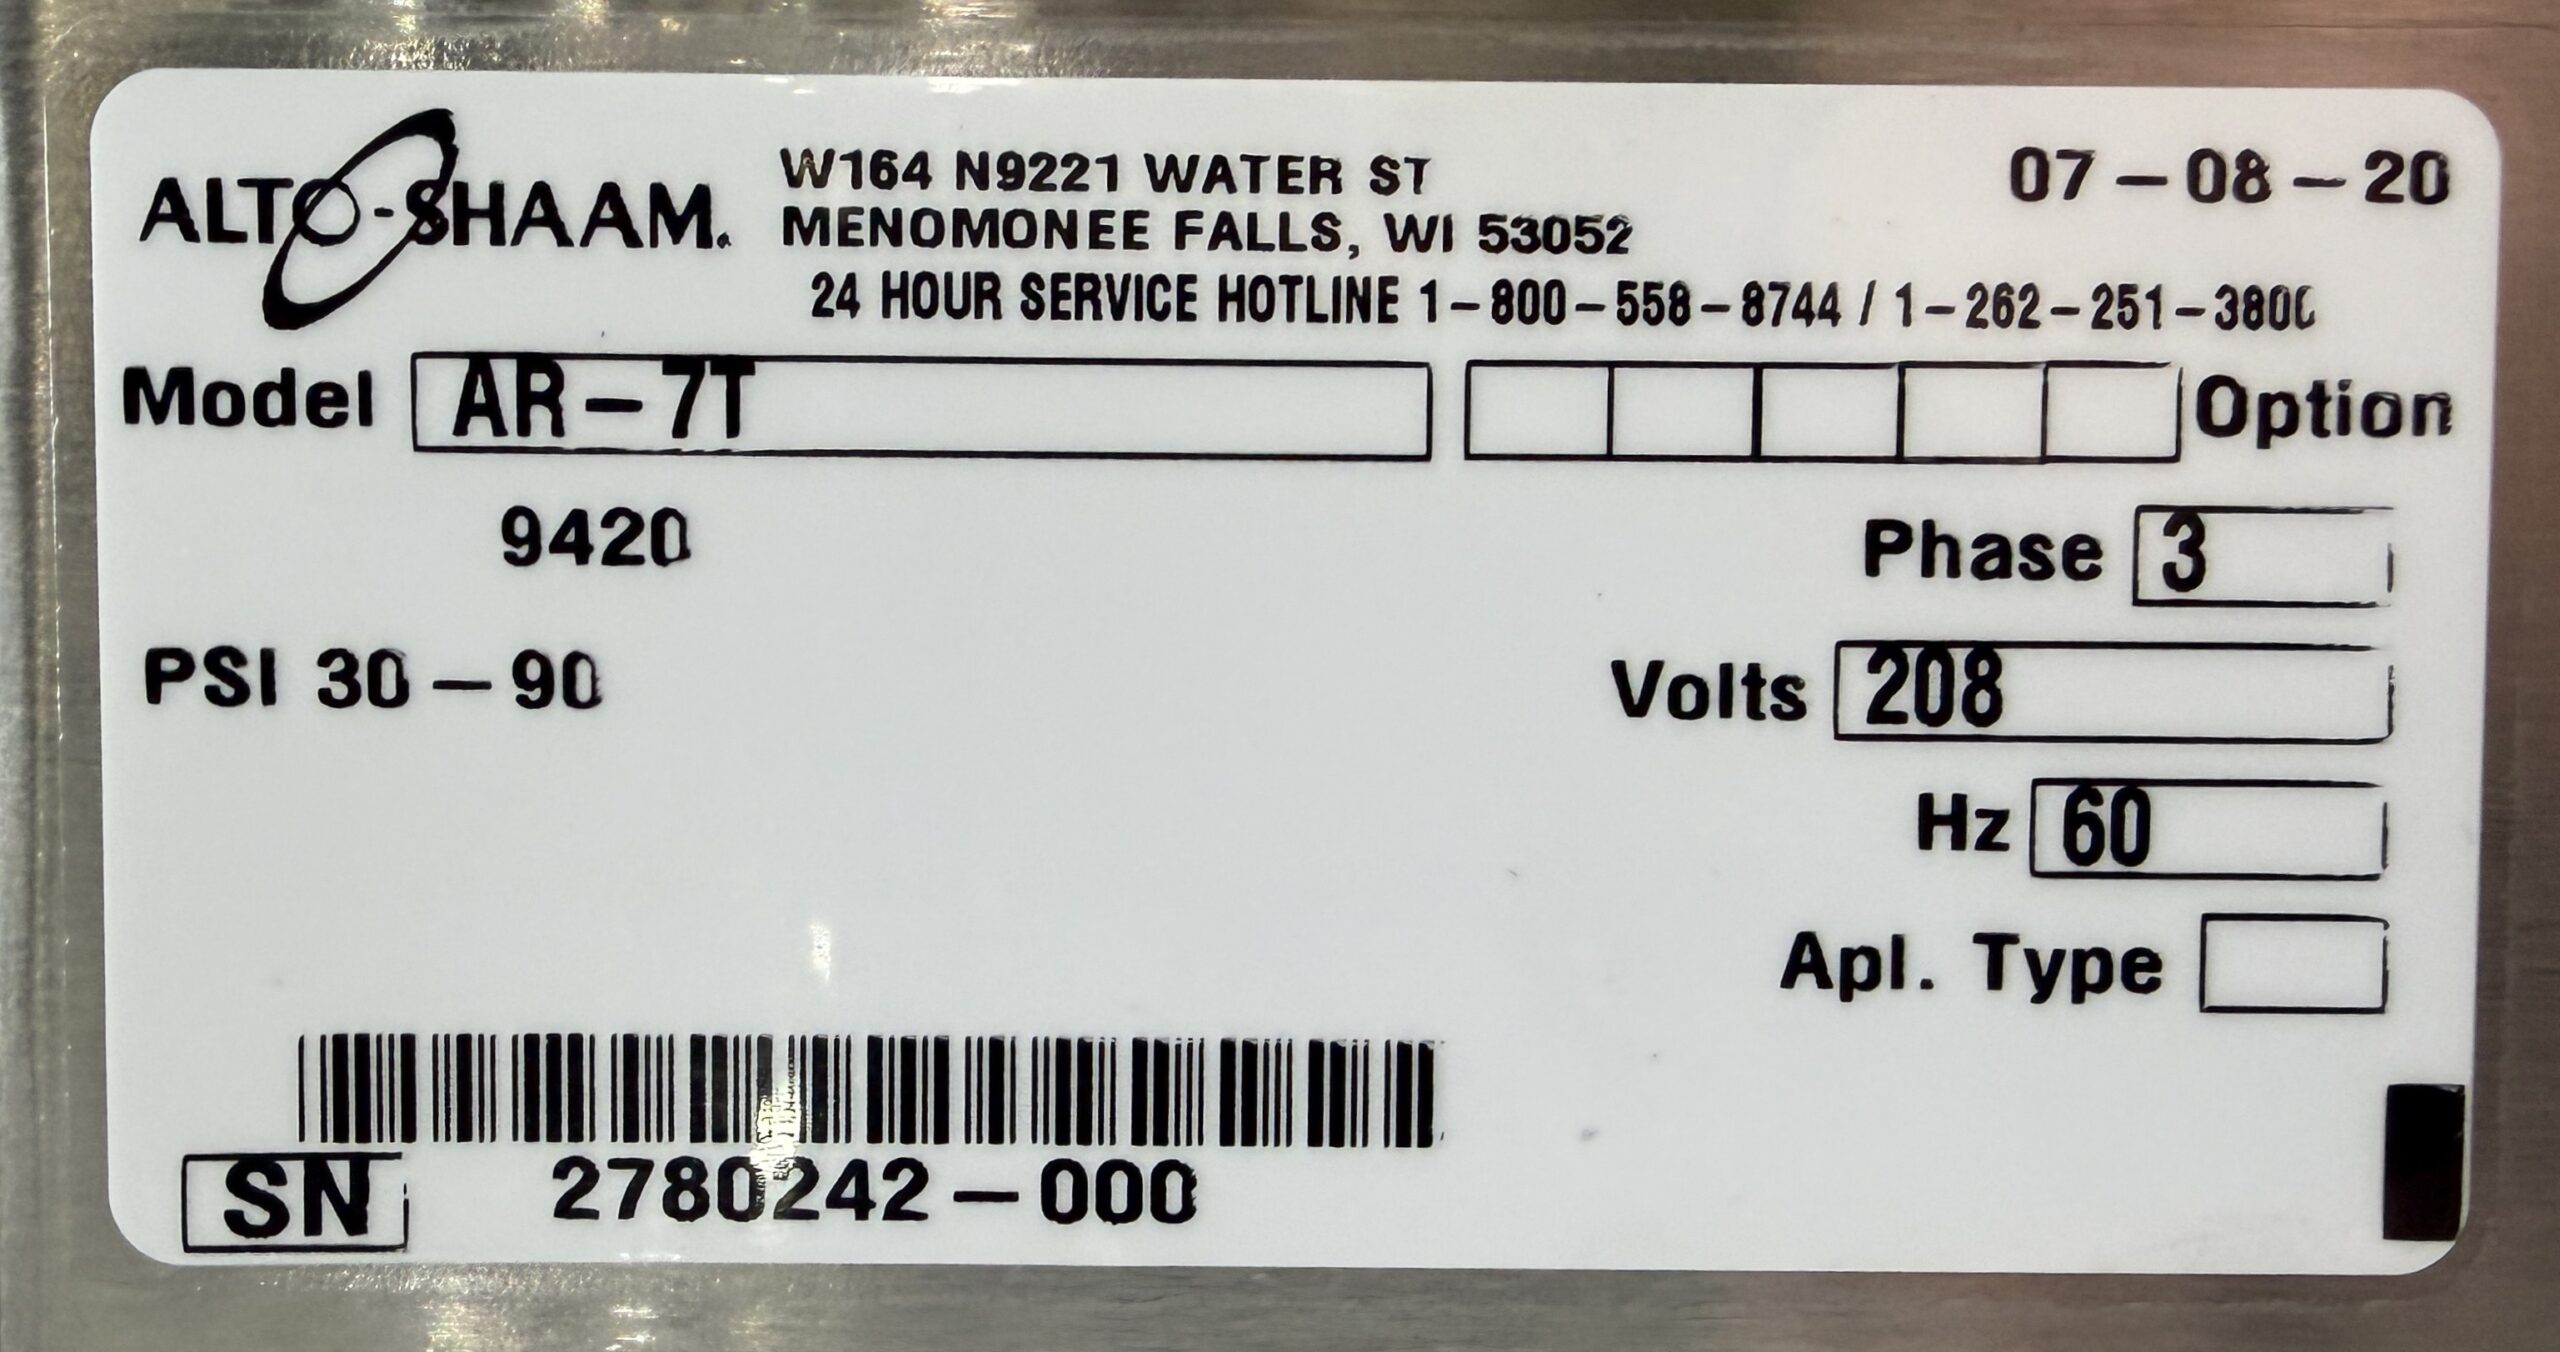 ALTO-SHAAM.
W164 N9221 WATER ST
MENOMONEE FALLS, WI 53052
24 HOUR SERVICE HOTLINE 1-800-558-8744 / 1-262-251-3800
07-08-20
Model AR-7T
Option
9420
Phase 3
PSI 30-90
Volts 208
Hz 60
Apl. Type
SN 2780242-000